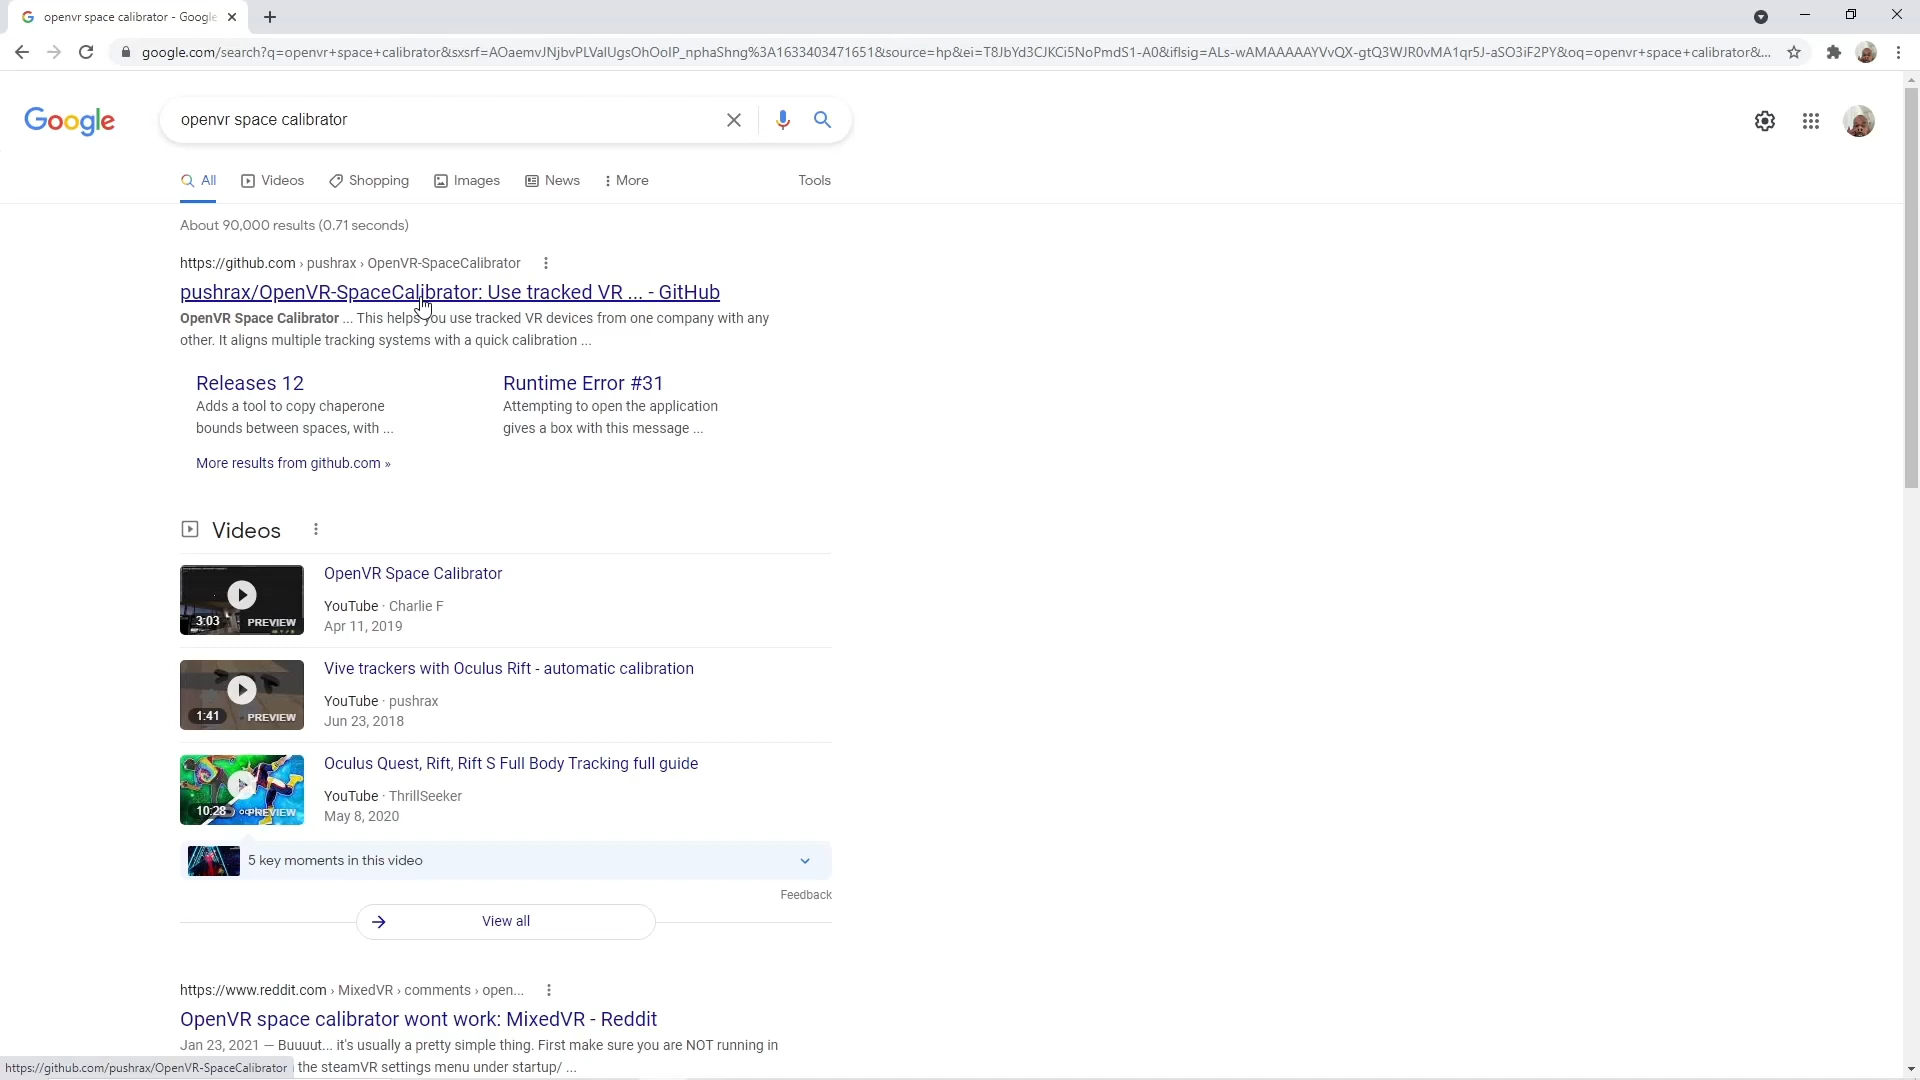 openvr space calibrator - Google
google.com/search?q=openvr+space+calibrator&sxsrf=AOaemvJNjbvPLValUgsOhOoIP_nphaShng%3A1633403471651&source=hp&ei=T8JbYd3CJKCi5NoPmdS1-A0&iflsig=ALs-wAMAAAAAYVvQX-gtQ3WJR0vMA1qr5J-aSO3iF2PY&oq=openvr+space+calibrator&...
Google
openvr space calibrator
All Videos Shopping Images News More Tools
About 90,000 results (0.71 seconds)
https://github.com › pushrax › OpenVR-SpaceCalibrator
pushrax/OpenVR-SpaceCalibrator: Use tracked VR ... - GitHub
OpenVR Space Calibrator ... This helps you use tracked VR devices from one company with any
other. It aligns multiple tracking systems with a quick calibration ...
Releases 12
Adds a tool to copy chaperone
bounds between spaces, with ...
Runtime Error #31
Attempting to open the application
gives a box with this message ...
More results from github.com »
Videos
OpenVR Space Calibrator
YouTube · Charlie F
Apr 11, 2019
3:03 PREVIEW
Vive trackers with Oculus Rift - automatic calibration
YouTube · pushrax
Jun 23, 2018
1:41 PREVIEW
Oculus Quest, Rift, Rift S Full Body Tracking full guide
YouTube · ThrillSeeker
May 8, 2020
10:28 PREVIEW
5 key moments in this video
Feedback
View all
https://www.reddit.com › MixedVR › comments › open...
OpenVR space calibrator wont work: MixedVR - Reddit
Jan 23, 2021 — Buuuut... it's usually a pretty simple thing. First make sure you are NOT running in
the steamVR settings menu under startup/ ...
https://github.com/pushrax/OpenVR-SpaceCalibrator